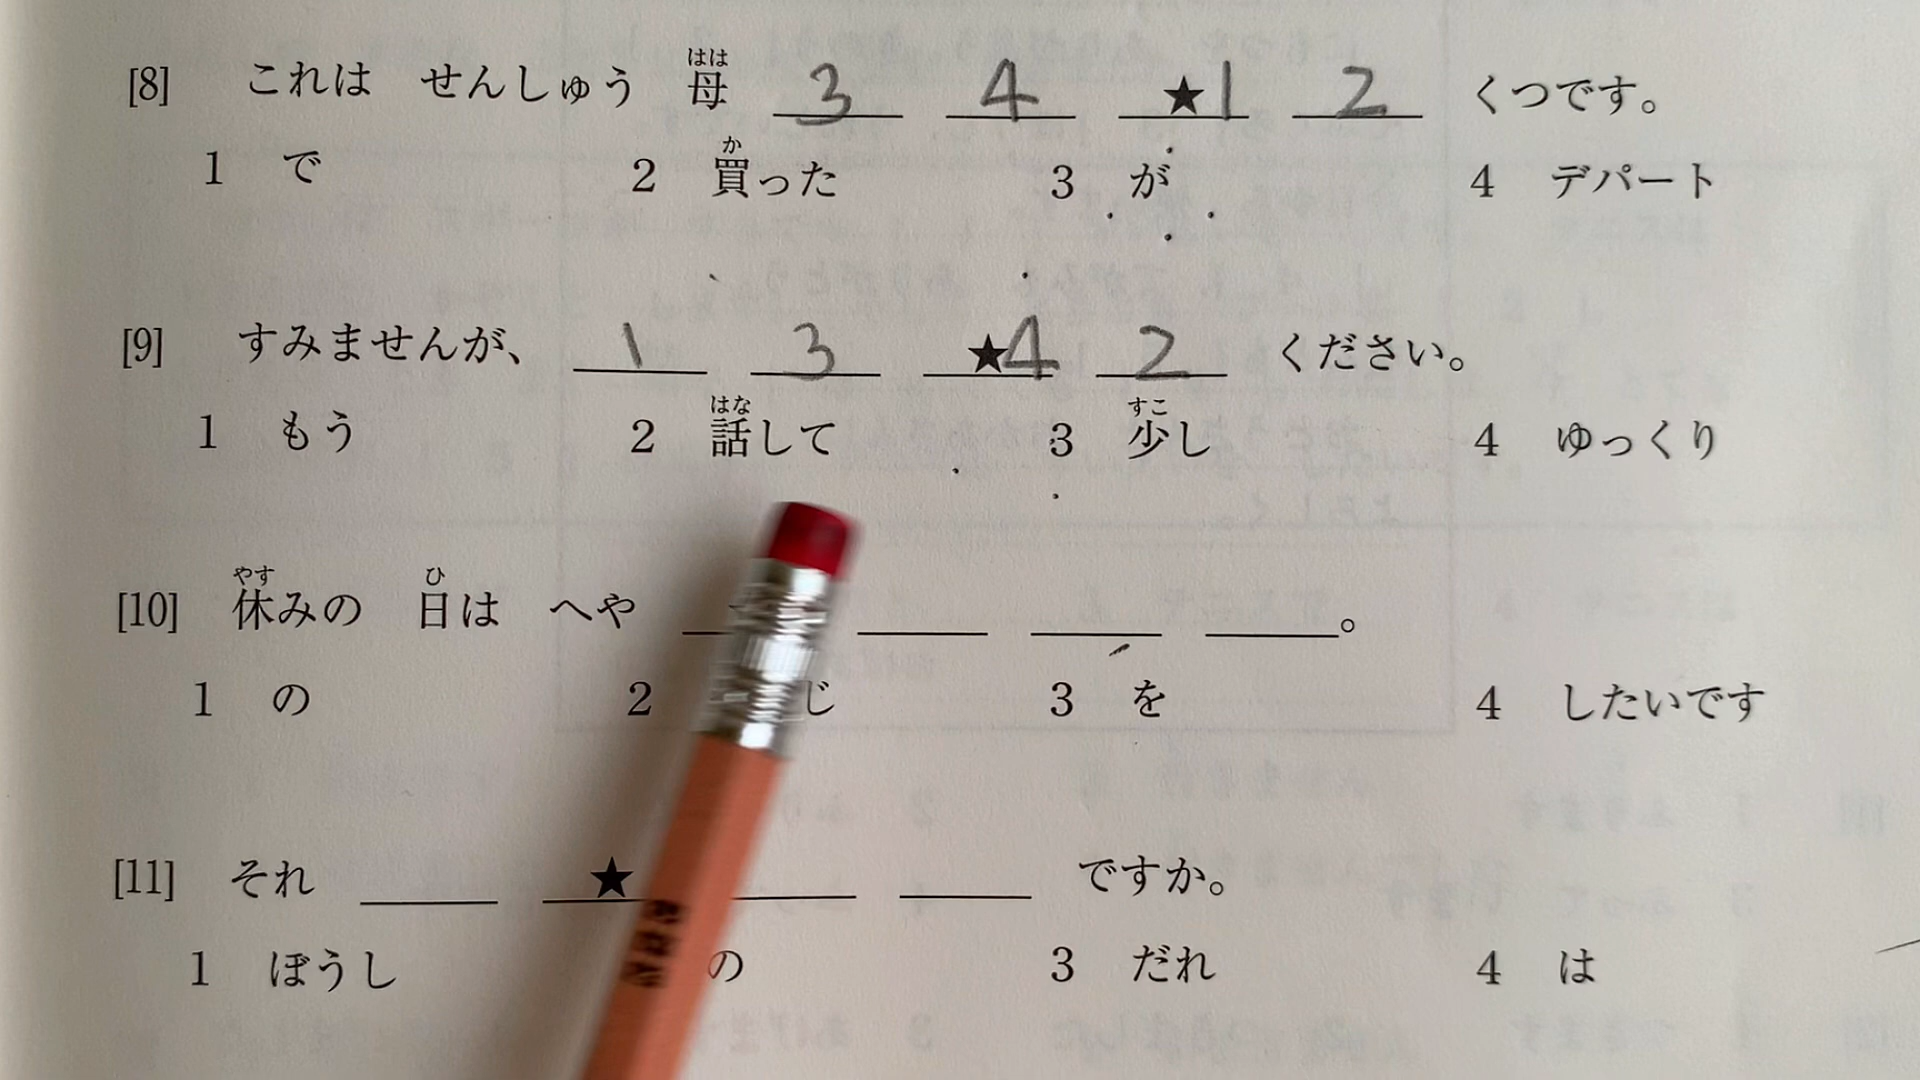 [8] これは せんしゅう 母 3 4 ★1 2 くつです。
はは
1 で 2 買った 3 が 4 デパート
か
[9] すみませんが、 1 3 ★4 2 ください。
1 もう 2 話して 3 少し 4 ゆっくり
はな すこ
[10] 休みの 日は へや 。
やす ひ
1 の 2 じ 3 を 4 したいです
[11] それ ★ ですか。
1 ぼうし の 3 だれ 4 は